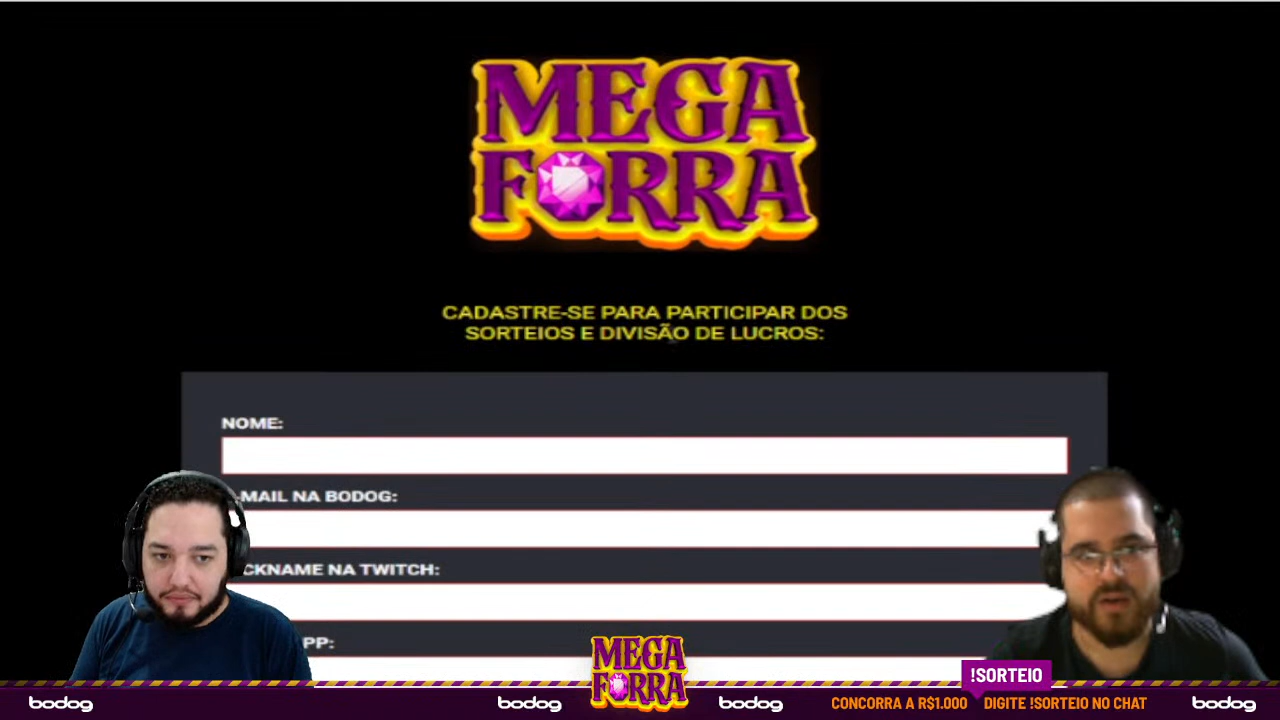 MEGA
FORRA
CADASTRE-SE PARA PARTICIPAR DOS
SORTEIOS E DIVISÃO DE LUCROS:
NOME:
-MAIL NA BODOG:
CKNAME NA TWITCH:
PP:
MEGA
FORRA
!SORTEIO
bodog
bodog
bodog
CONCORRA A R$1.000 DIGITE !SORTEIO NO CHAT
bodog